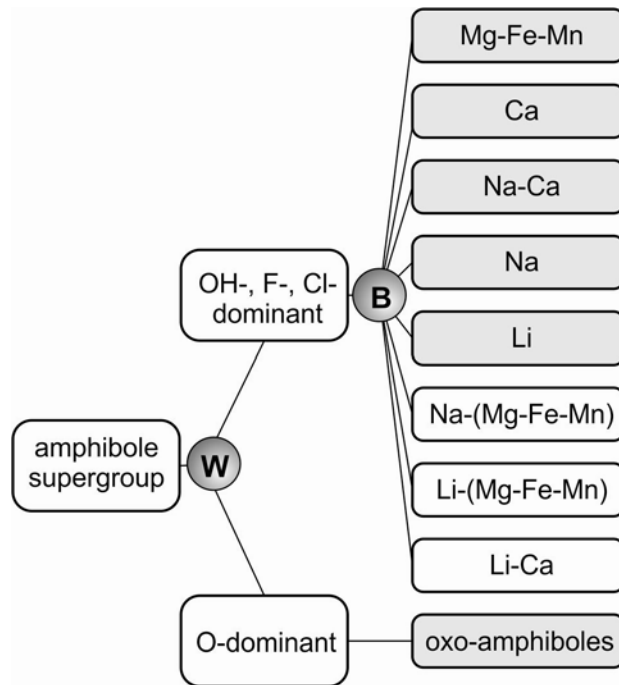 Mg-Fe-Mn
Ca
Na-Ca
Na
Li
Na-(Mg-Fe-Mn)
Li-(Mg-Fe-Mn)
Li-Ca
OH-, F-, Cl-
dominant
B
amphibole
supergroup
W
O-dominant
oxo-amphiboles